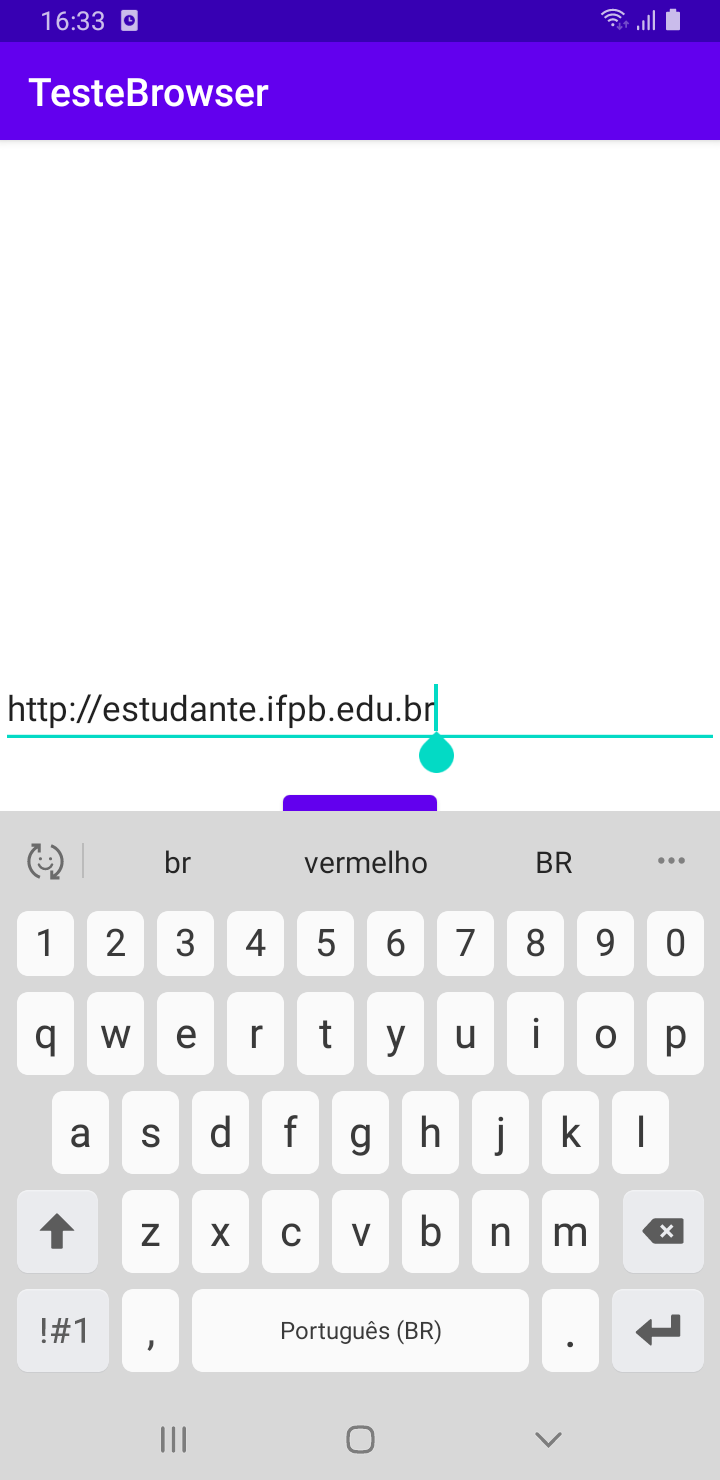 16:33
TesteBrowser
http://estudante.ifpb.edu.br
br vermelho BR
1 2 3 4 5 6 7 8 9 0
q w e r t y u i o p
a s d f g h j k l
z x c v b n m
!#1 , Português (BR) .